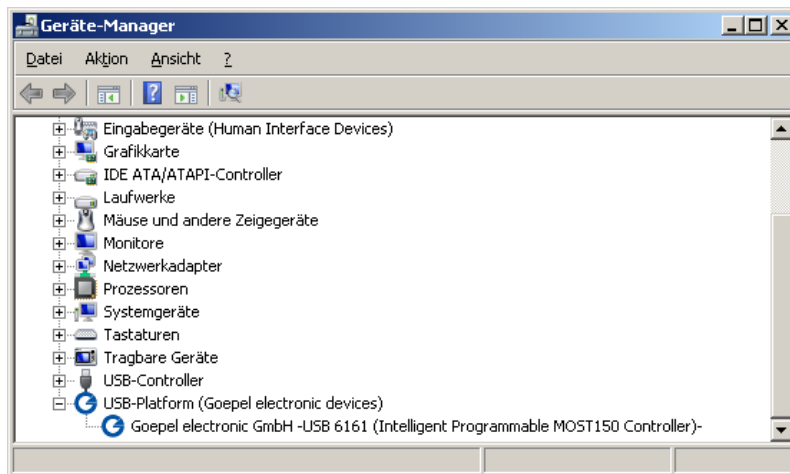 Geräte-Manager
Datei Aktion Ansicht ?
Eingabegeräte (Human Interface Devices)
Grafikkarte
IDE ATA/ATAPI-Controller
Laufwerke
Mäuse und andere Zeigegeräte
Monitore
Netzwerkadapter
Prozessoren
Systemgeräte
Tastaturen
Tragbare Geräte
USB-Controller
USB-Platform (Goepel electronic devices)
Goepel electronic GmbH -USB 6161 (Intelligent Programmable MOST150 Controller)-